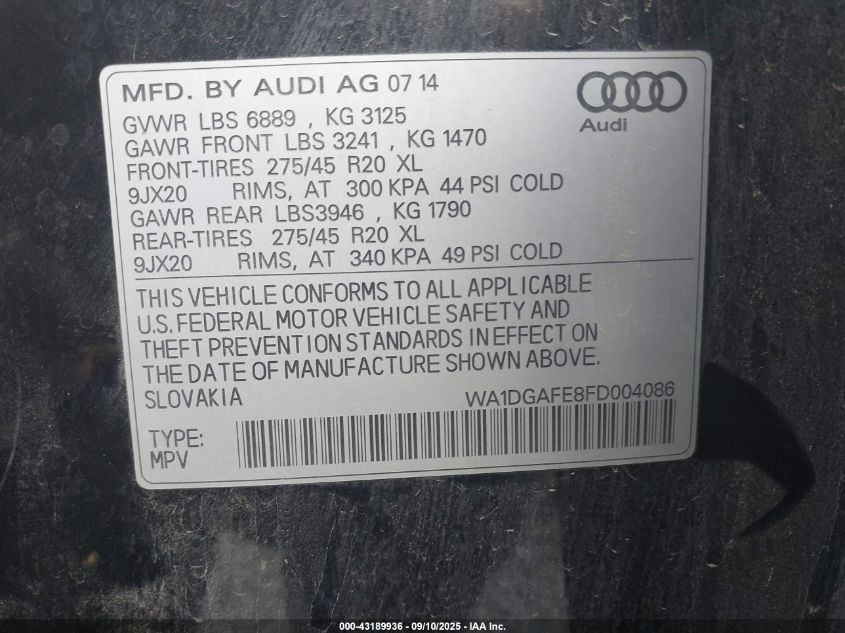 MFD. BY AUDI AG 07 14
Audi
GVWR LBS 6889 , KG 3125
GAWR FRONT LBS 3241 , KG 1470
FRONT-TIRES 275/45 R20 XL
9JX20 RIMS, AT 300 KPA 44 PSI COLD
GAWR REAR LBS3946 , KG 1790
REAR-TIRES 275/45 R20 XL
9JX20 RIMS, AT 340 KPA 49 PSI COLD
THIS VEHICLE CONFORMS TO ALL APPLICABLE
U.S. FEDERAL MOTOR VEHICLE SAFETY AND
THEFT PREVENTION STANDARDS IN EFFECT ON
THE DATE OF MANUFACTURE SHOWN ABOVE.
SLOVAKIA WA1DGAFE8FD004086
TYPE:
MPV
000-43189936 - 09/10/2025 - IAA Inc.